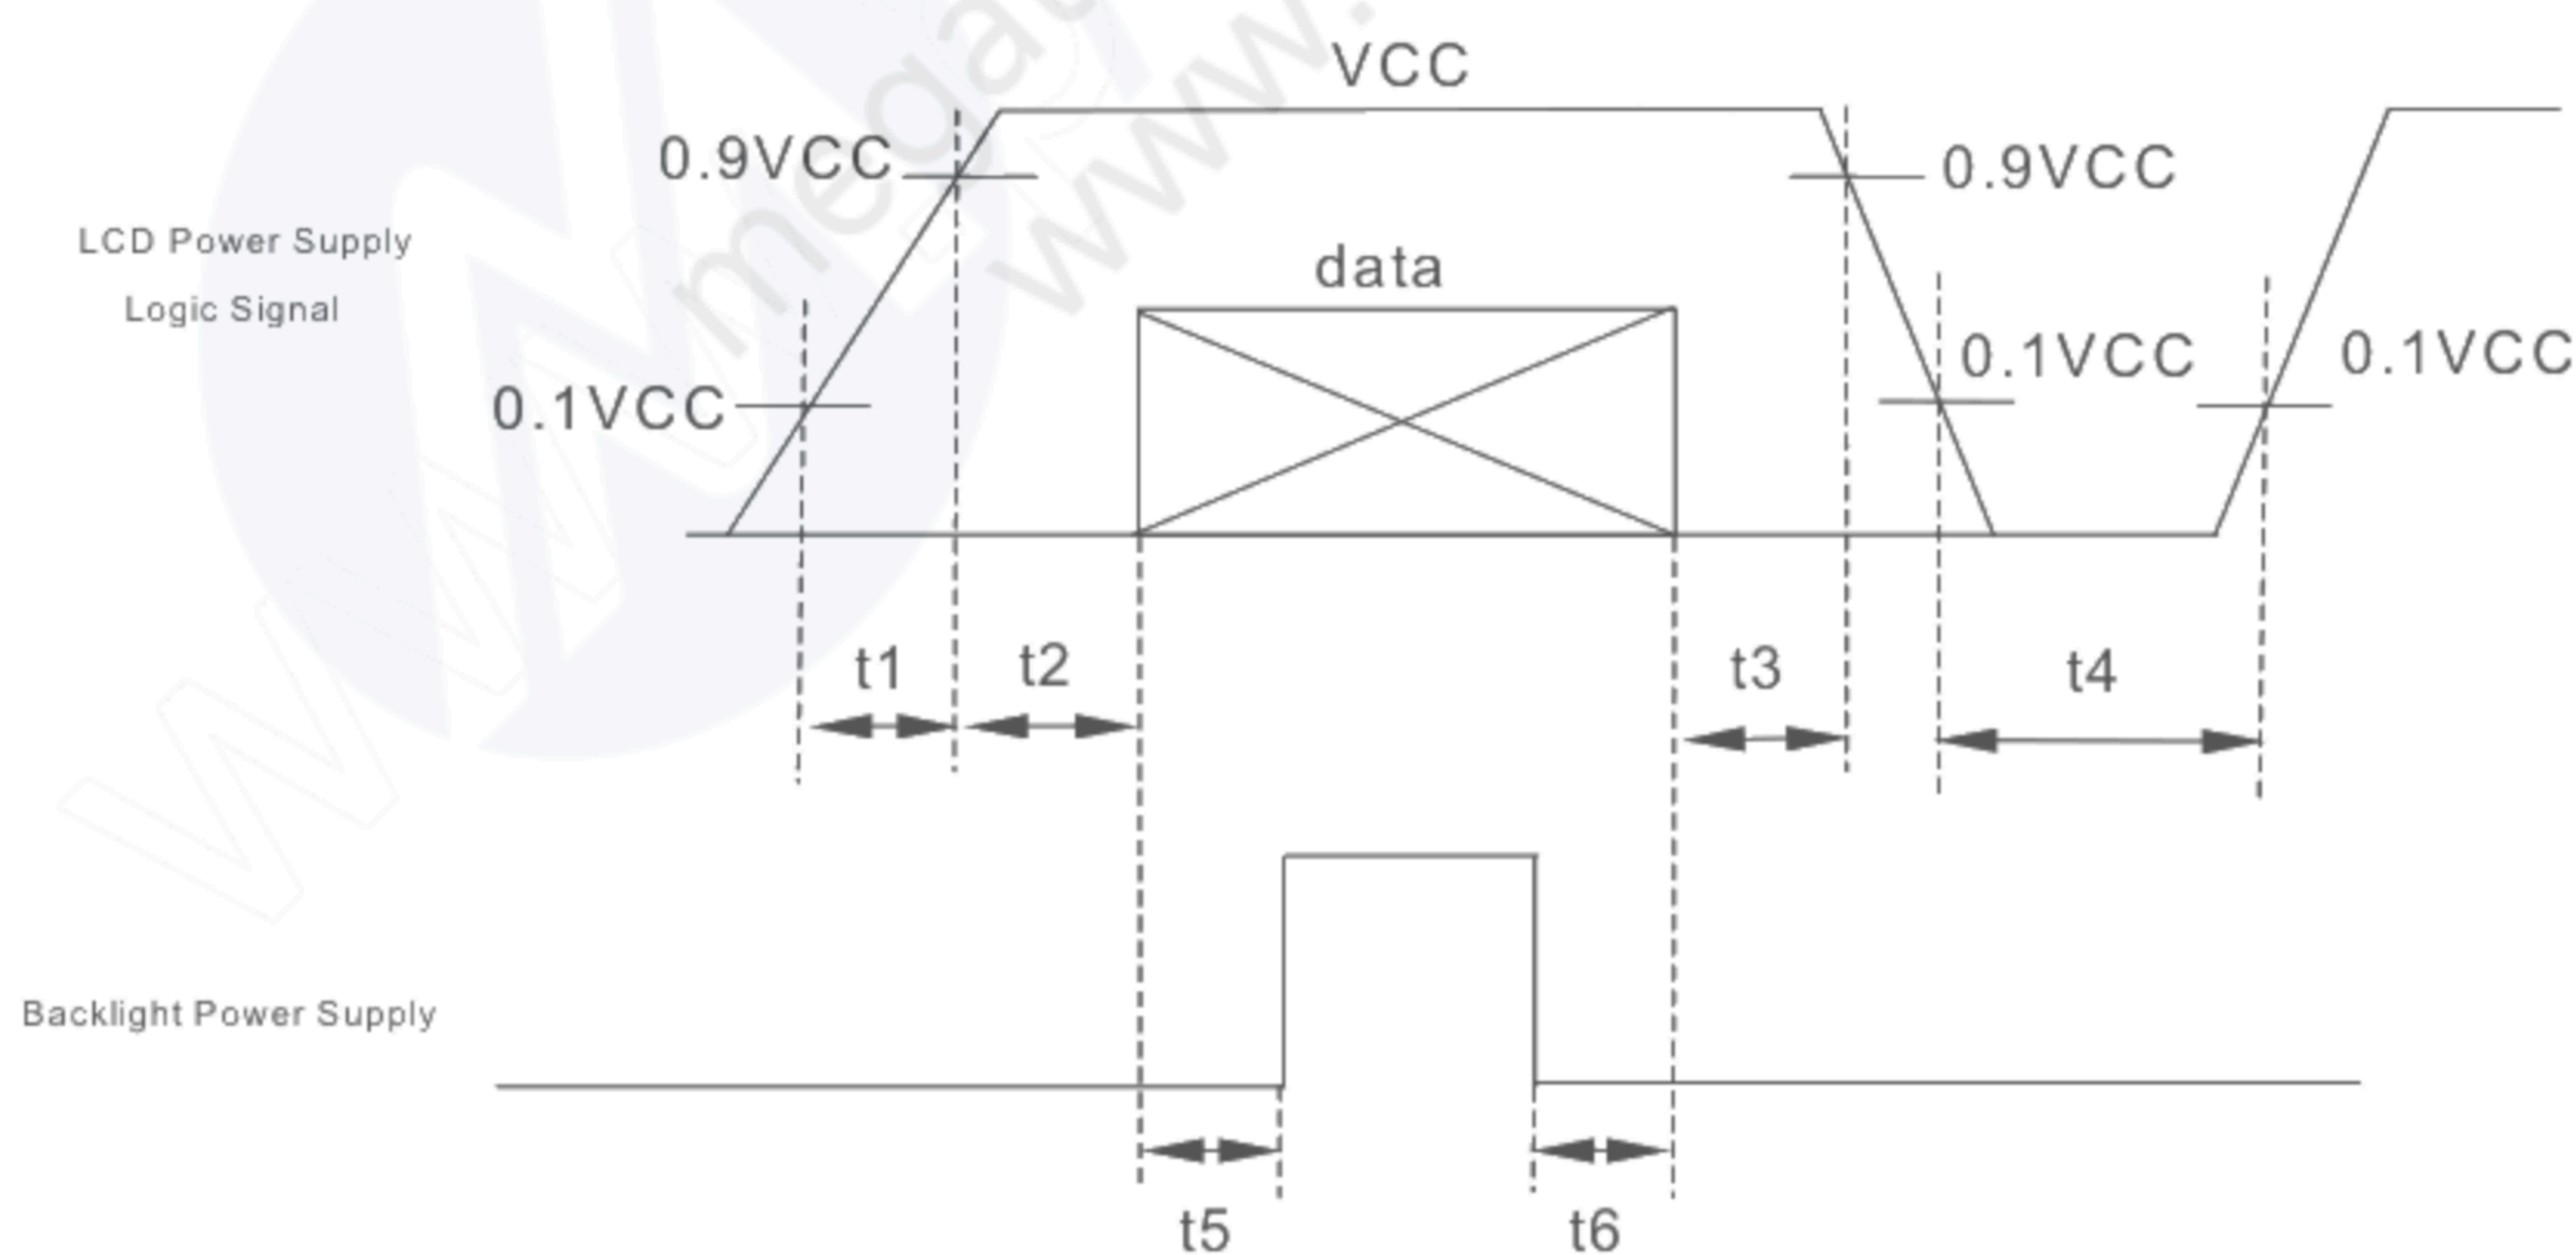 VCC
0.9VCC
0.9VCC
LCD Power Supply
Logic Signal
data
0.1VCC
0.1VCC
0.1VCC
t1
t2
t3
t4
Backlight Power Supply
t5
t6
www.